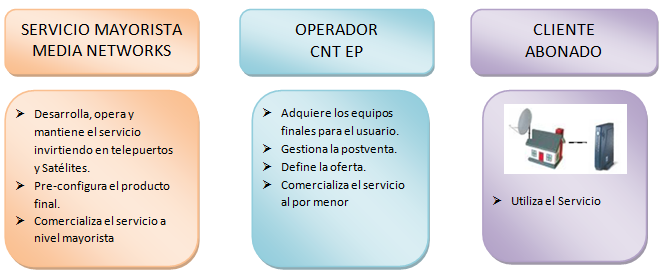 SERVICIO MAYORISTA
MEDIA NETWORKS
OPERADOR
CNT EP
CLIENTE
ABONADO
➢ Desarrolla, opera y
mantiene el servicio
invirtiendo en telepuertos
y Satélites.
➢ Pre-configura el producto
final.
➢ Comercializa el servicio a
nivel mayorista
➢ Adquiere los equipos
finales para el usuario.
➢ Gestiona la postventa.
➢ Define la oferta.
➢ Comercializa el servicio
al por menor
➢ Utiliza el Servicio